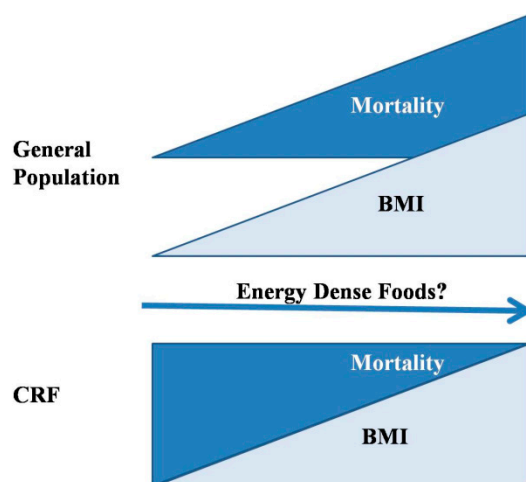 Mortality
General
Population
BMI
Energy Dense Foods?
Mortality
CRF
BMI